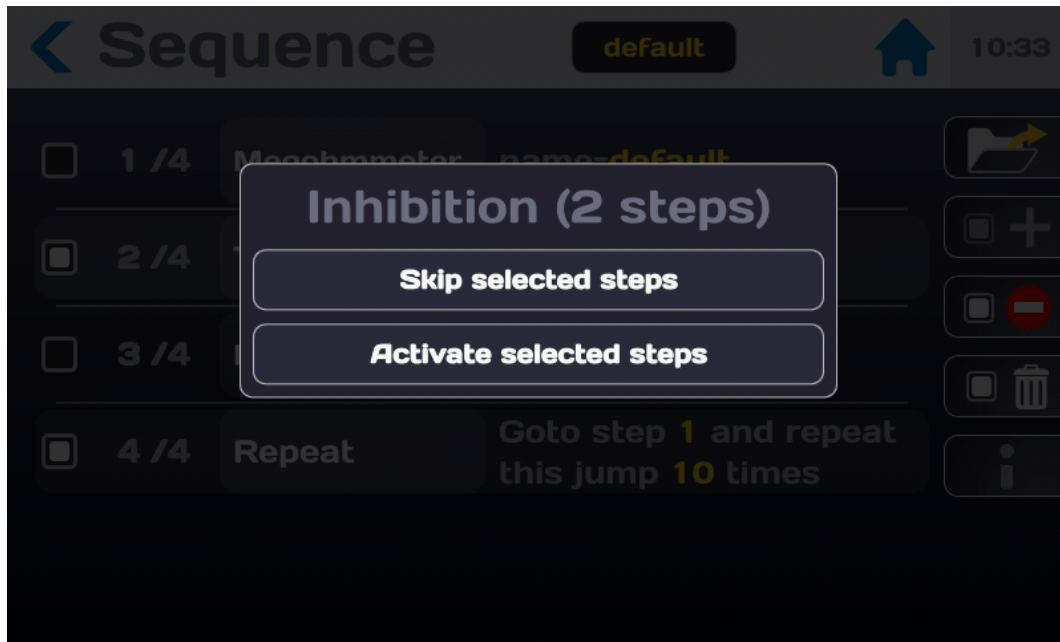 Sequence
default
10:33
1 /4
Megohmmeter
name=default
Inhibition (2 steps)
2 /4
Skip selected steps
Activate selected steps
3 /4
4 /4
Repeat
Goto step 1 and repeat
this jump 10 times